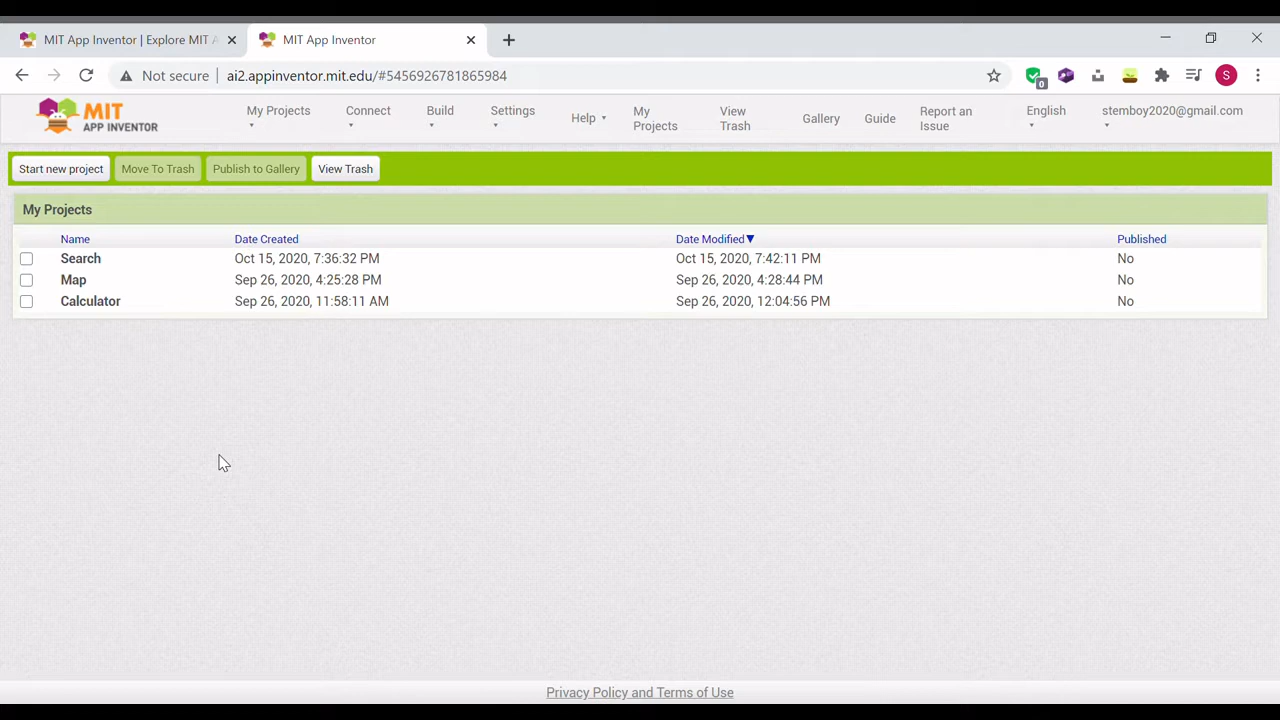 MIT App Inventor | Explore MIT A
MIT App Inventor
Not secure
ai2.appinventor.mit.edu/#5456926781865984
0
S
MIT
APP INVENTOR
My Projects
Connect
Build
Settings
Help
My Projects
View Trash
Gallery
Guide
Report an Issue
English
stemboy2020@gmail.com
Start new project
Move To Trash
Publish to Gallery
View Trash
My Projects
Name Date Created Date Modified Published
Search Oct 15, 2020, 7:36:32 PM Oct 15, 2020, 7:42:11 PM No
Map Sep 26, 2020, 4:25:28 PM Sep 26, 2020, 4:28:44 PM No
Calculator Sep 26, 2020, 11:58:11 AM Sep 26, 2020, 12:04:56 PM No
Privacy Policy and Terms of Use